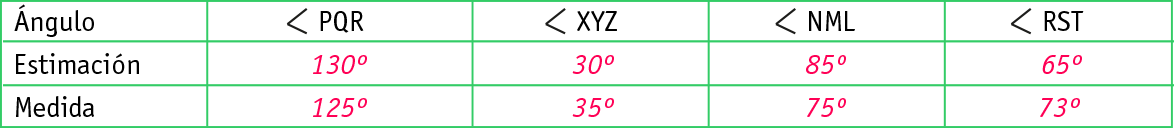 Ángulo < PQR < XYZ < NML < RST
Estimación 130º 30º 85º 65º
Medida 125º 35º 75º 73º